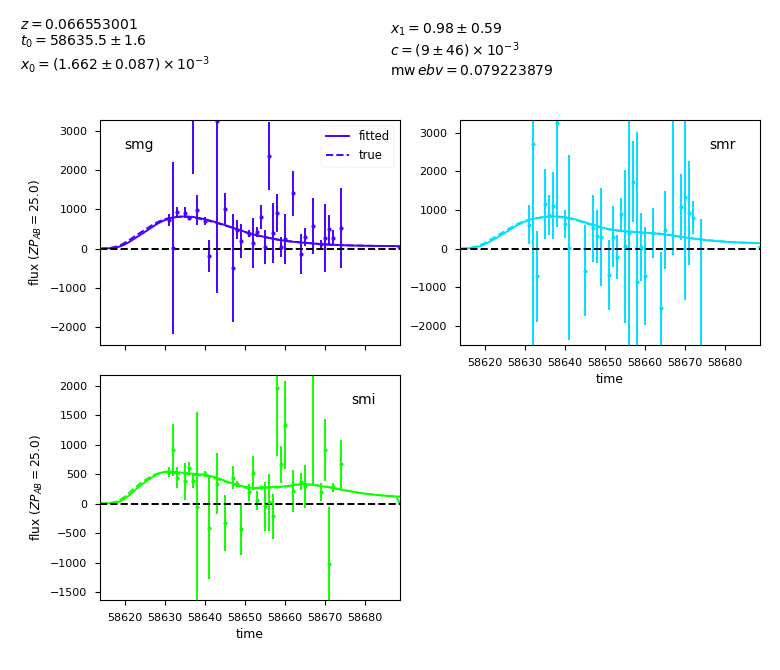 z = 0.066553001
t₀ = 58635.5 ± 1.6
x₀ = (1.662 ± 0.087) × 10⁻³
x₁ = 0.98 ± 0.59
c = (9 ± 46) × 10⁻³
mw ebv = 0.079223879
smg
fitted
true
3000
2000
1000
0
−1000
−2000
flux (ZP_AB = 25.0)
smr
3000
2000
1000
0
−1000
−2000
58620 58630 58640 58650 58660 58670 58680
time
smi
2000
1500
1000
500
0
−500
−1000
−1500
flux (ZP_AB = 25.0)
58620 58630 58640 58650 58660 58670 58680
time